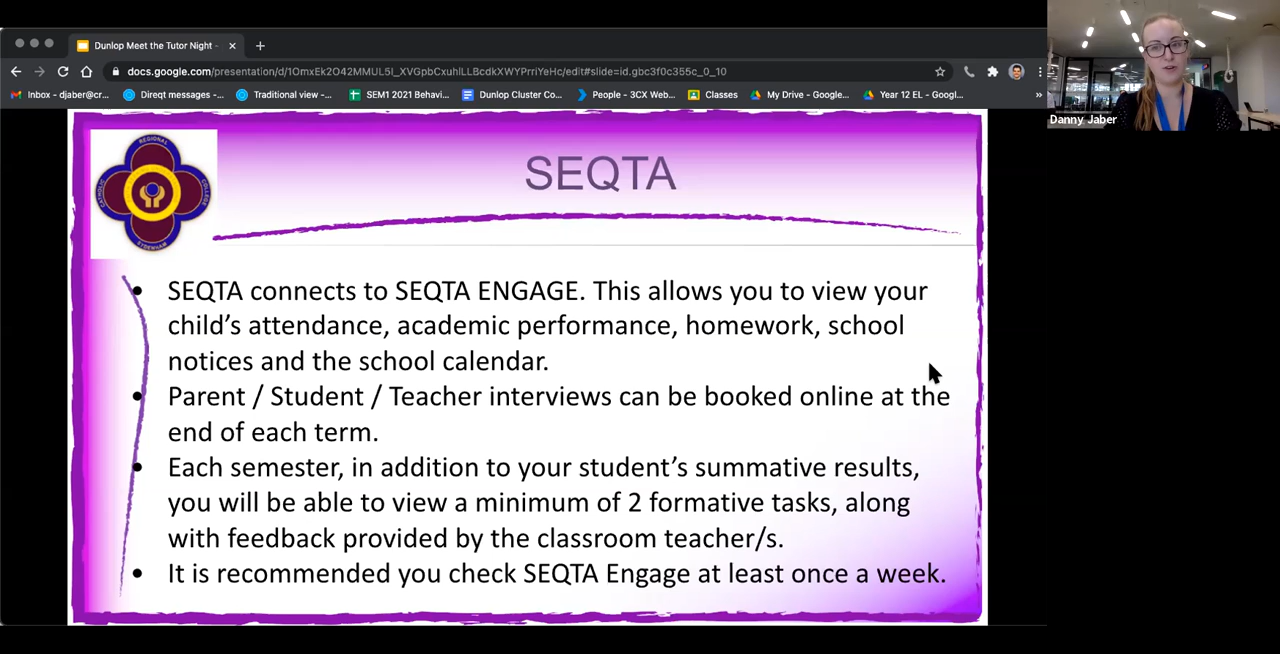 Dunlop Meet the Tutor Night -
docs.google.com/presentation/d/1OmxEk2O42MMUL5I_XVGpbCxuhlLLBcdkXWYPrriYeHc/edit#slide=id.gbc3f0c355c_0_10
Inbox - djaber@cr...
Direqt messages -...
Traditional view -...
SEM1 2021 Behavi...
Dunlop Cluster Co...
People - 3CX Web...
Classes
My Drive - Google...
Year 12 EL - Googl...
»
Danny Jaber
REGIONAL
COLLEGE
SYDENHAM
CATHOLIC
SEQTA
• SEQTA connects to SEQTA ENGAGE. This allows you to view your
child’s attendance, academic performance, homework, school
notices and the school calendar.
• Parent / Student / Teacher interviews can be booked online at the
end of each term.
• Each semester, in addition to your student’s summative results,
you will be able to view a minimum of 2 formative tasks, along
with feedback provided by the classroom teacher/s.
• It is recommended you check SEQTA Engage at least once a week.